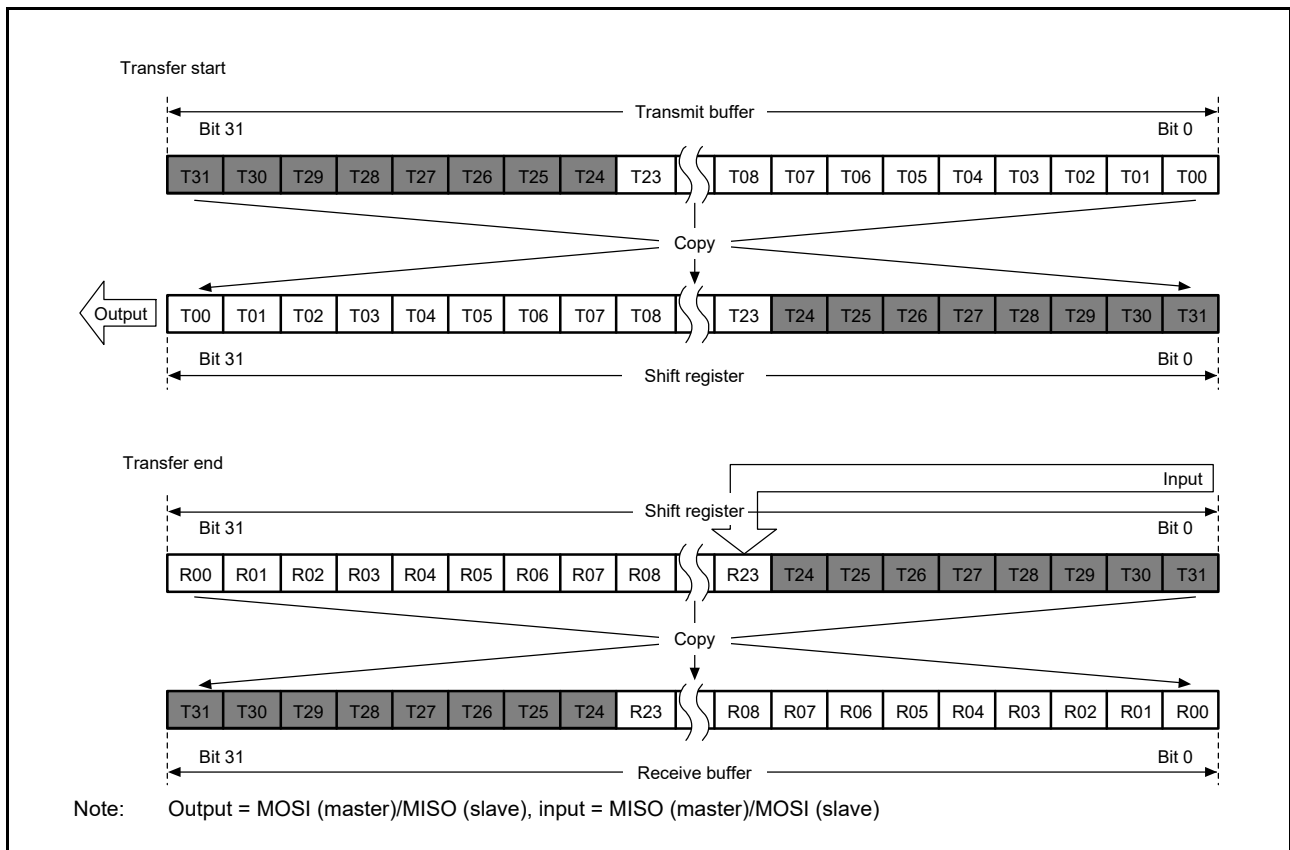 Transfer start
Transmit buffer
Bit 31 Bit 0
T31 T30 T29 T28 T27 T26 T25 T24 T23 T08 T07 T06 T05 T04 T03 T02 T01 T00
Copy
Output T00 T01 T02 T03 T04 T05 T06 T07 T08 T23 T24 T25 T26 T27 T28 T29 T30 T31
Bit 31 Bit 0
Shift register
Transfer end
Input
Shift register
Bit 31 Bit 0
R00 R01 R02 R03 R04 R05 R06 R07 R08 R23 T24 T25 T26 T27 T28 T29 T30 T31
Copy
T31 T30 T29 T28 T27 T26 T25 T24 R23 R08 R07 R06 R05 R04 R03 R02 R01 R00
Bit 31 Bit 0
Receive buffer
Note: Output = MOSI (master)/MISO (slave), input = MISO (master)/MOSI (slave)